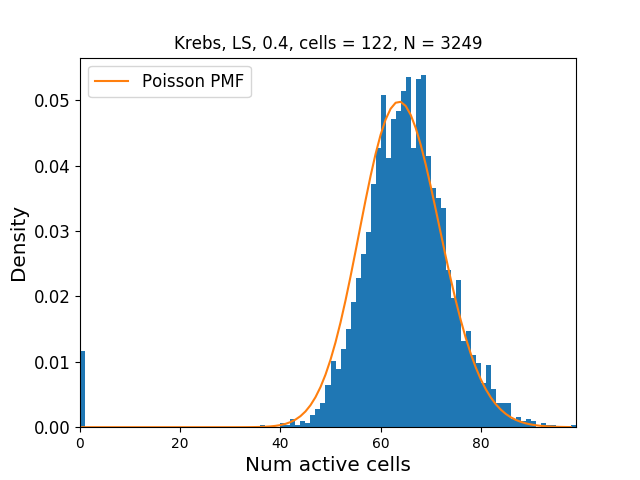 Krebs, LS, 0.4, cells = 122, N = 3249
Poisson PMF
Density
0.05
0.04
0.03
0.02
0.01
0.00
0 20 40 60 80
Num active cells